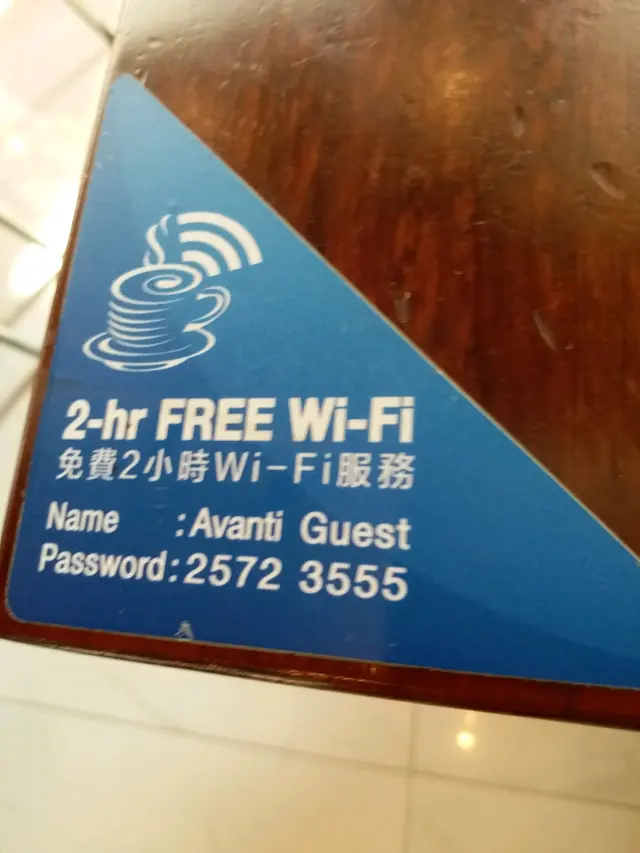 2-hr FREE Wi-Fi
免費2小時Wi-Fi服務
Name :Avanti Guest
Password:2572 3555